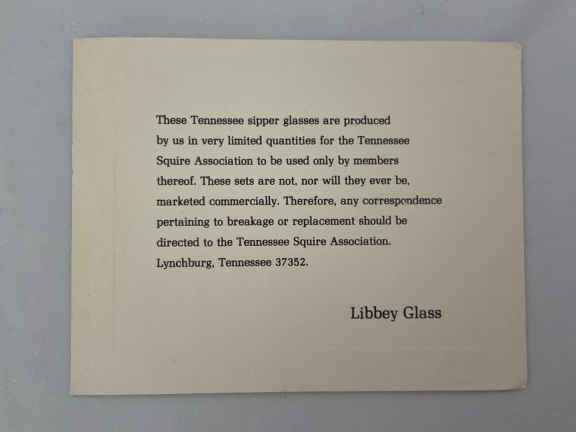 These Tennessee sipper glasses are produced
by us in very limited quantities for the Tennessee
Squire Association to be used only by members
thereof. These sets are not, nor will they ever be,
marketed commercially. Therefore, any correspondence
pertaining to breakage or replacement should be
directed to the Tennessee Squire Association.
Lynchburg, Tennessee 37352.
Libbey Glass